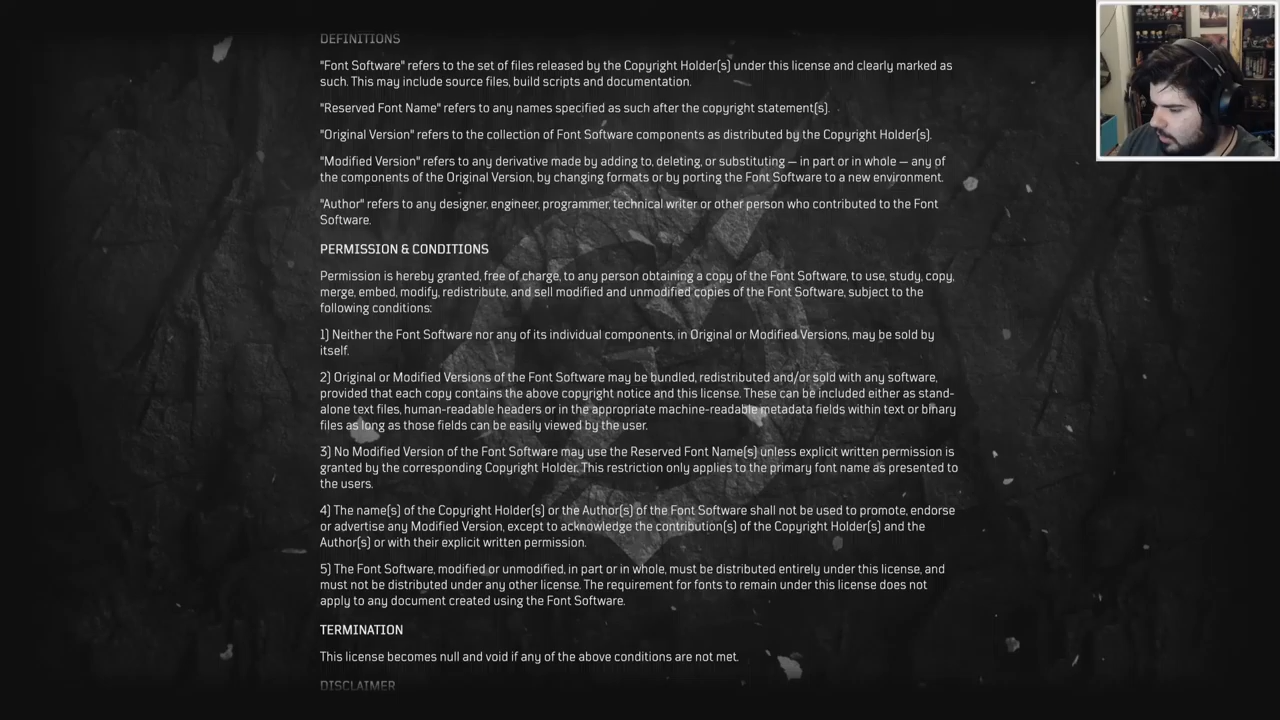 DEFINITIONS
"Font Software" refers to the set of files released by the Copyright Holder(s) under this license and clearly marked as
such. This may include source files, build scripts and documentation.
"Reserved Font Name" refers to any names specified as such after the copyright statement(s).
"Original Version" refers to the collection of Font Software components as distributed by the Copyright Holder(s).
"Modified Version" refers to any derivative made by adding to, deleting, or substituting — in part or in whole — any of
the components of the Original Version, by changing formats or by porting the Font Software to a new environment.
"Author" refers to any designer, engineer, programmer, technical writer or other person who contributed to the Font
Software.
PERMISSION & CONDITIONS
Permission is hereby granted, free of charge, to any person obtaining a copy of the Font Software, to use, study, copy,
merge, embed, modify, redistribute, and sell modified and unmodified copies of the Font Software, subject to the
following conditions:
1) Neither the Font Software nor any of its individual components, in Original or Modified Versions, may be sold by
itself.
2) Original or Modified Versions of the Font Software may be bundled, redistributed and/or sold with any software,
provided that each copy contains the above copyright notice and this license. These can be included either as stand-
alone text files, human-readable headers or in the appropriate machine-readable metadata fields within text or binary
files as long as those fields can be easily viewed by the user.
3) No Modified Version of the Font Software may use the Reserved Font Name(s) unless explicit written permission is
granted by the corresponding Copyright Holder. This restriction only applies to the primary font name as presented to
the users.
4) The name(s) of the Copyright Holder(s) or the Author(s) of the Font Software shall not be used to promote, endorse
or advertise any Modified Version, except to acknowledge the contribution(s) of the Copyright Holder(s) and the
Author(s) or with their explicit written permission.
5) The Font Software, modified or unmodified, in part or in whole, must be distributed entirely under this license, and
must not be distributed under any other license. The requirement for fonts to remain under this license does not
apply to any document created using the Font Software.
TERMINATION
This license becomes null and void if any of the above conditions are not met.
DISCLAIMER